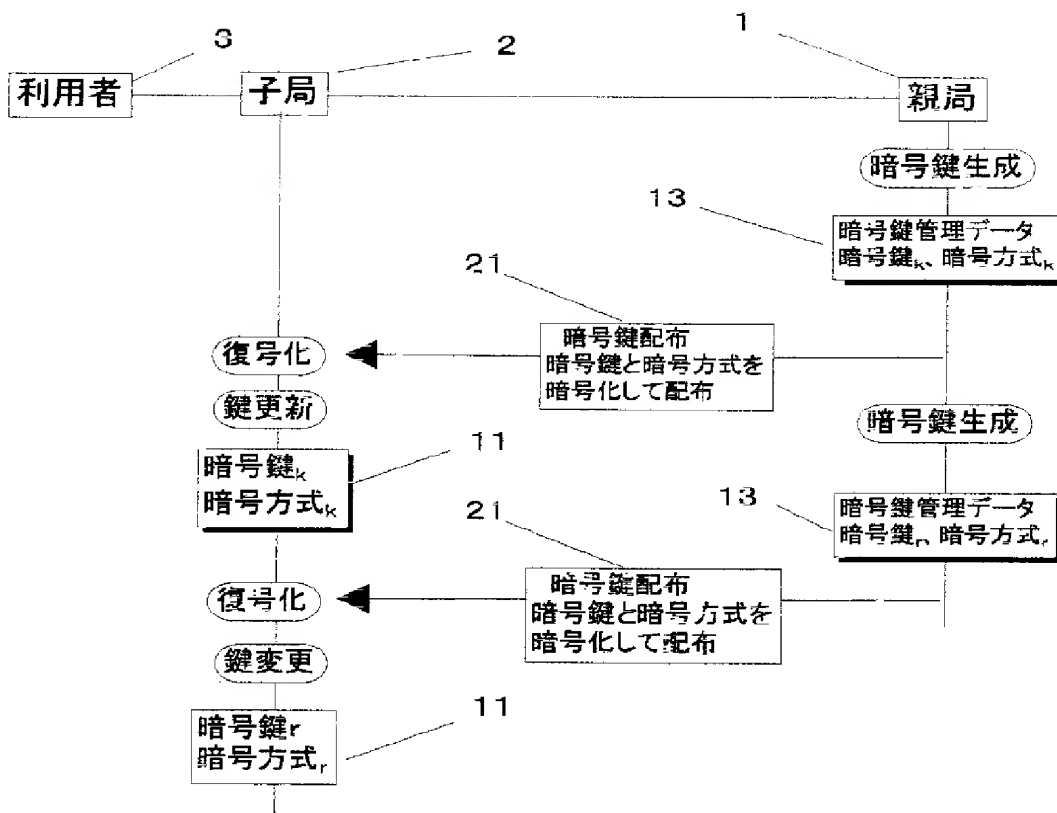 3
2
1
利用者
子局
親局
暗号鍵生成
13
暗号鍵管理データ
暗号鍵k、暗号方式k
21
暗号鍵配布
暗号鍵と暗号方式を
暗号化して配布
復号化
鍵更新
暗号鍵生成
11
暗号鍵k
暗号方式k
13
暗号鍵管理データ
暗号鍵r、暗号方式r
21
暗号鍵配布
暗号鍵と暗号方式を
暗号化して配布
復号化
鍵変更
11
暗号鍵r
暗号方式r